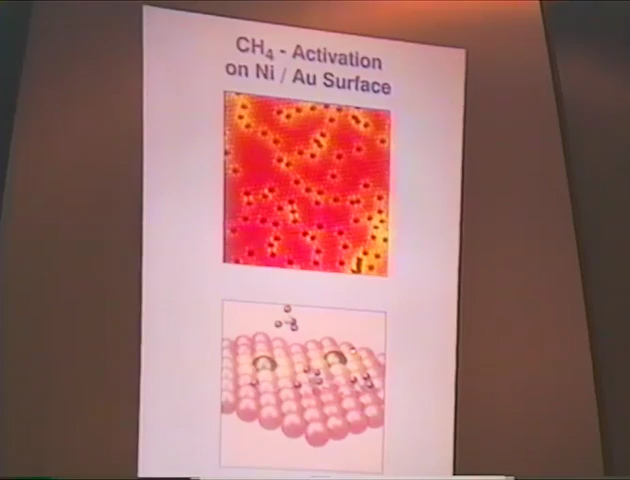 CH₄ - Activation
on Ni / Au Surface